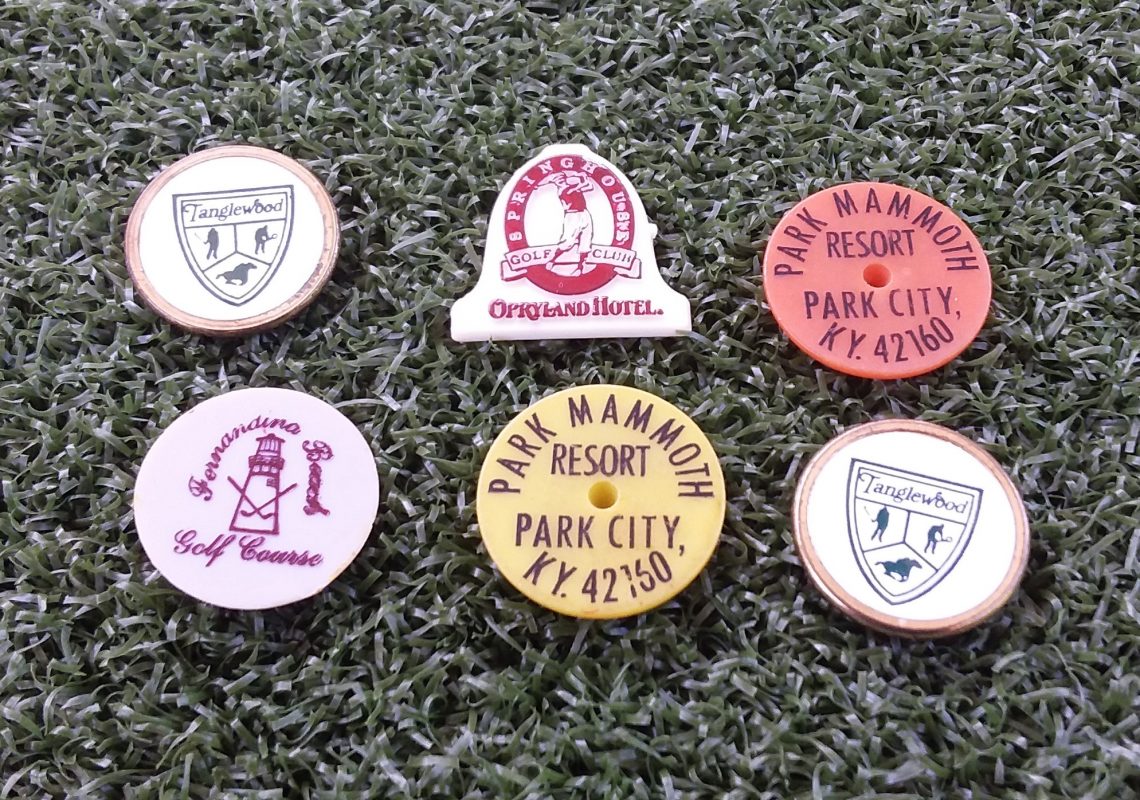 Tanglewood
SPRINGHOUSE
GOLF CLUB
OPRYLAND HOTEL.
PARK MAMMOTH
RESORT
PARK CITY,
KY. 42160
Fernandina Beach
Golf Course
PARK MAMMOTH
RESORT
PARK CITY,
KY. 42160
Tanglewood